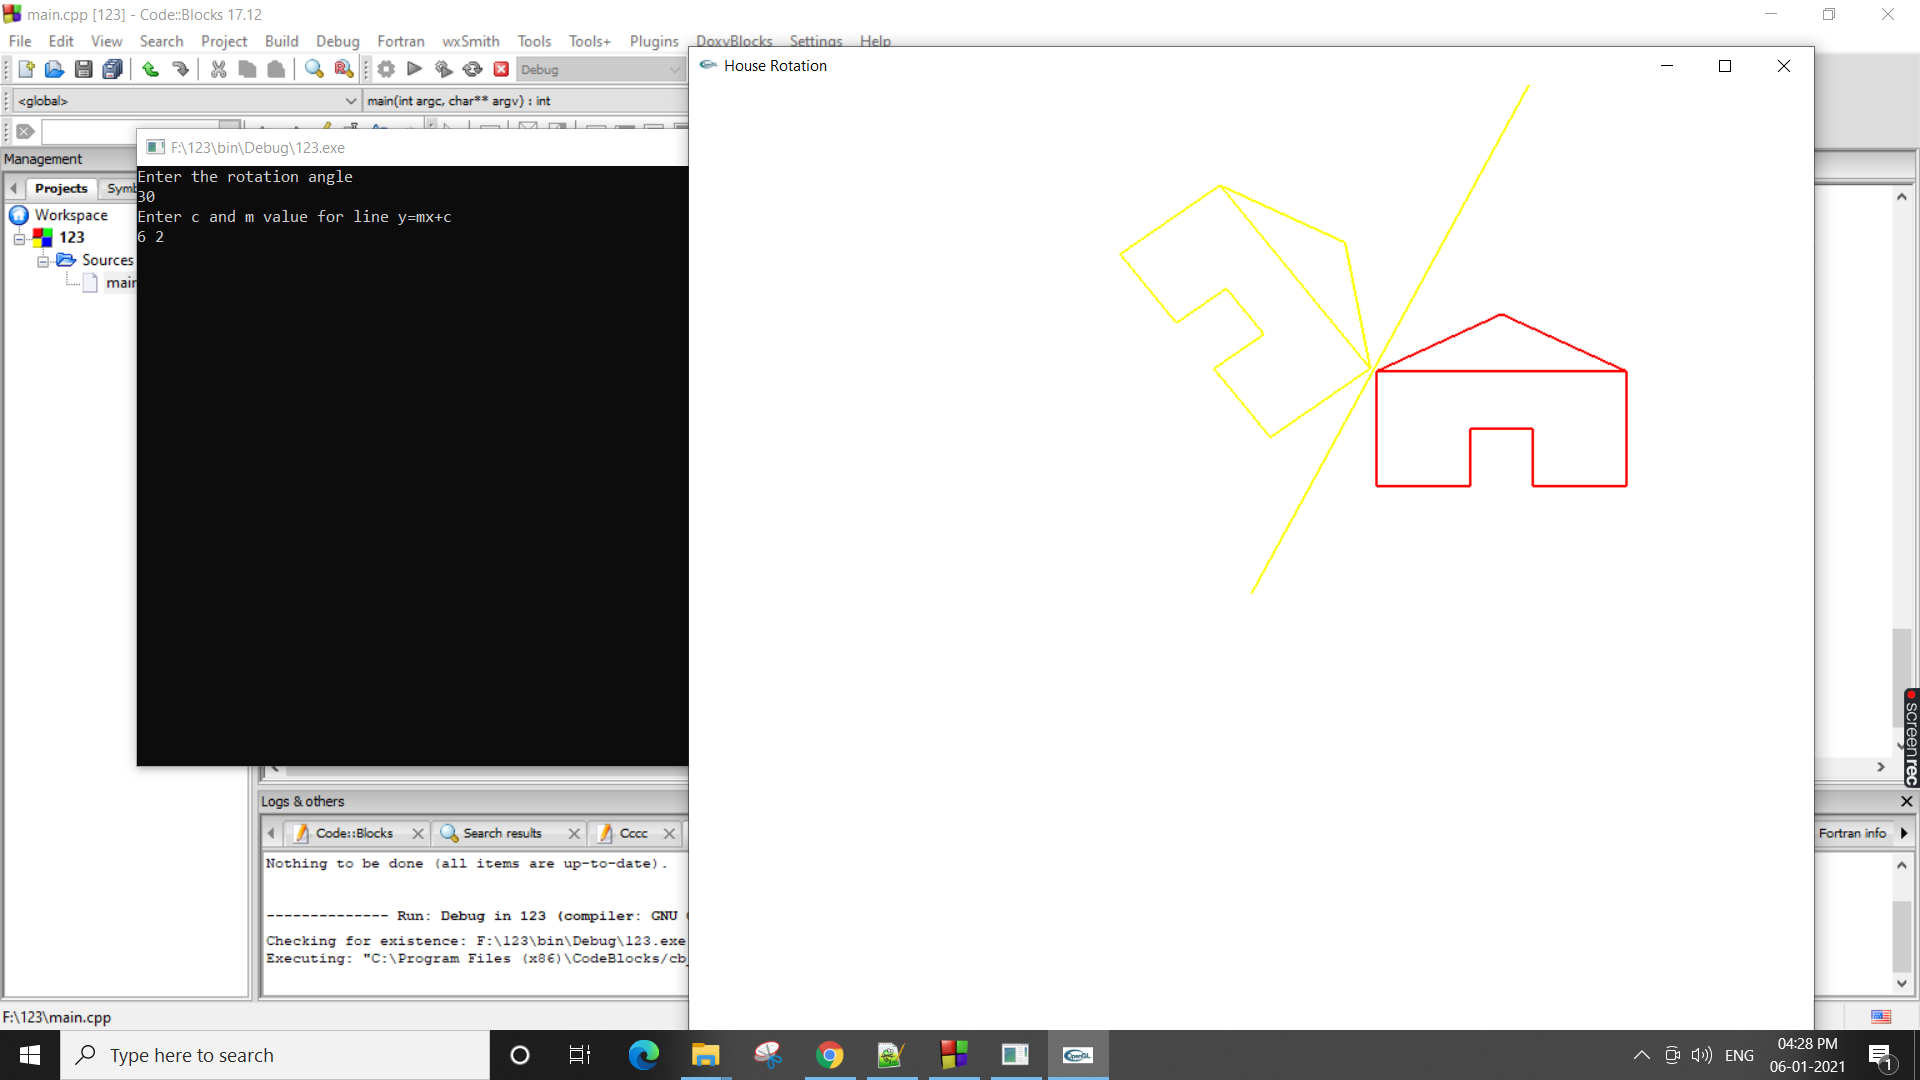 main.cpp [123] - Code::Blocks 17.12
File Edit View Search Project Build Debug Fortran wxSmith Tools Tools+ Plugins DoxyBlocks Settings Help
Debug
<global>
main(int argc, char** argv) : int
House Rotation
F:\123\bin\Debug\123.exe
Enter the rotation angle
30
Enter c and m value for line y=mx+c
6 2
Management
Projects Symb
Workspace
123
Sources
main
Logs & others
Code::Blocks
Search results
Cccc
Fortran info
Nothing to be done (all items are up-to-date).
-------------- Run: Debug in 123 (compiler: GNU
Checking for existence: F:\123\bin\Debug\123.exe
Executing: "C:\Program Files (x86)\CodeBlocks/cb_
F:\123\main.cpp
screenrec
Type here to search
OpenGL
ENG
04:28 PM
06-01-2021
1